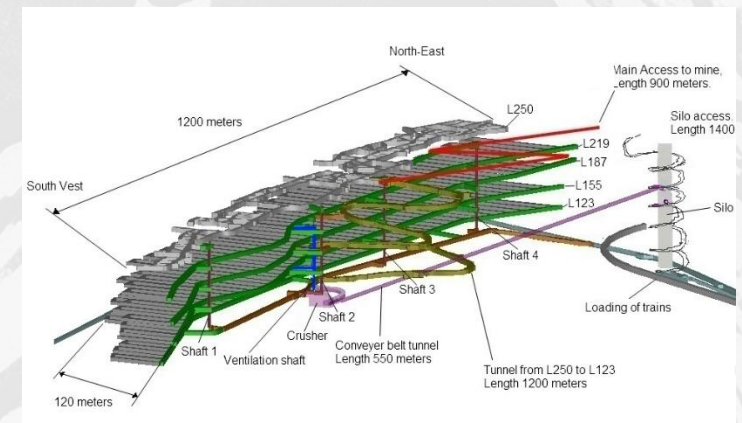 North-East
Main Access to mine,
Length 900 meters.
L250
1200 meters
Silo access.
Length 1400
L219
L187
South Vest
L155
L123
Silo
Shaft 4
Shaft 3
Loading of trains
Shaft 2
Shaft 1
Crusher
Ventilation shaft
Conveyer belt tunnel
Length 550 meters
Tunnel from L250 to L123
Length 1200 meters
120 meters